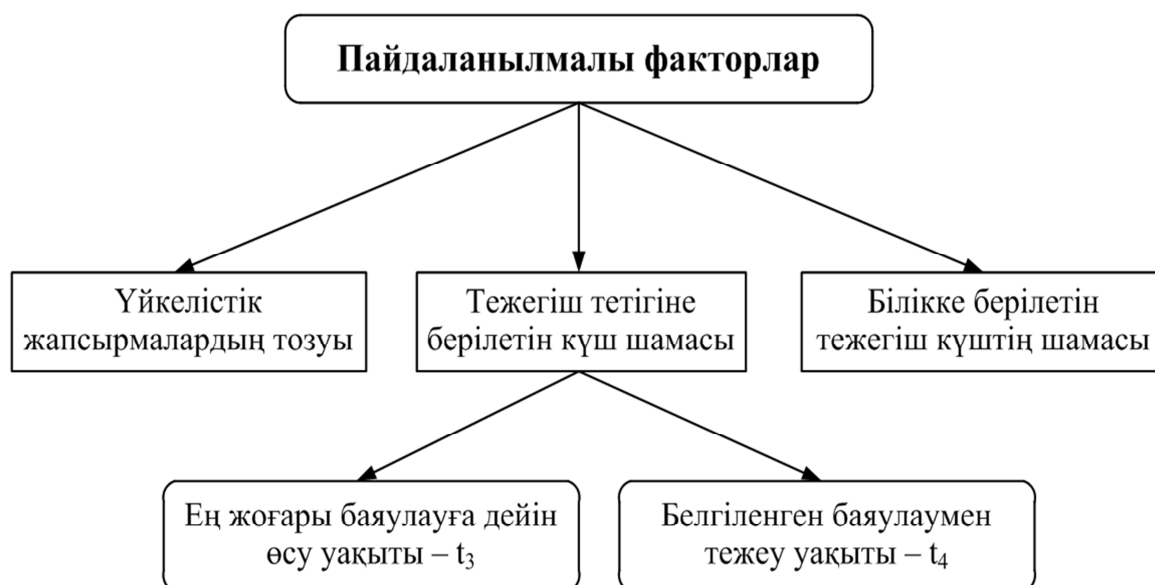 Пайдаланылмалы факторлар
Үйкелістік
жапсырмалардың тозуы
Тежегіш тетігіне
берілетін күш шамасы
Білікке берілетін
тежегіш күштің шамасы
Ең жоғары баяулауға дейін
өсу уақыты – t₃
Белгіленген баяулаумен
тежеу уақыты – t₄